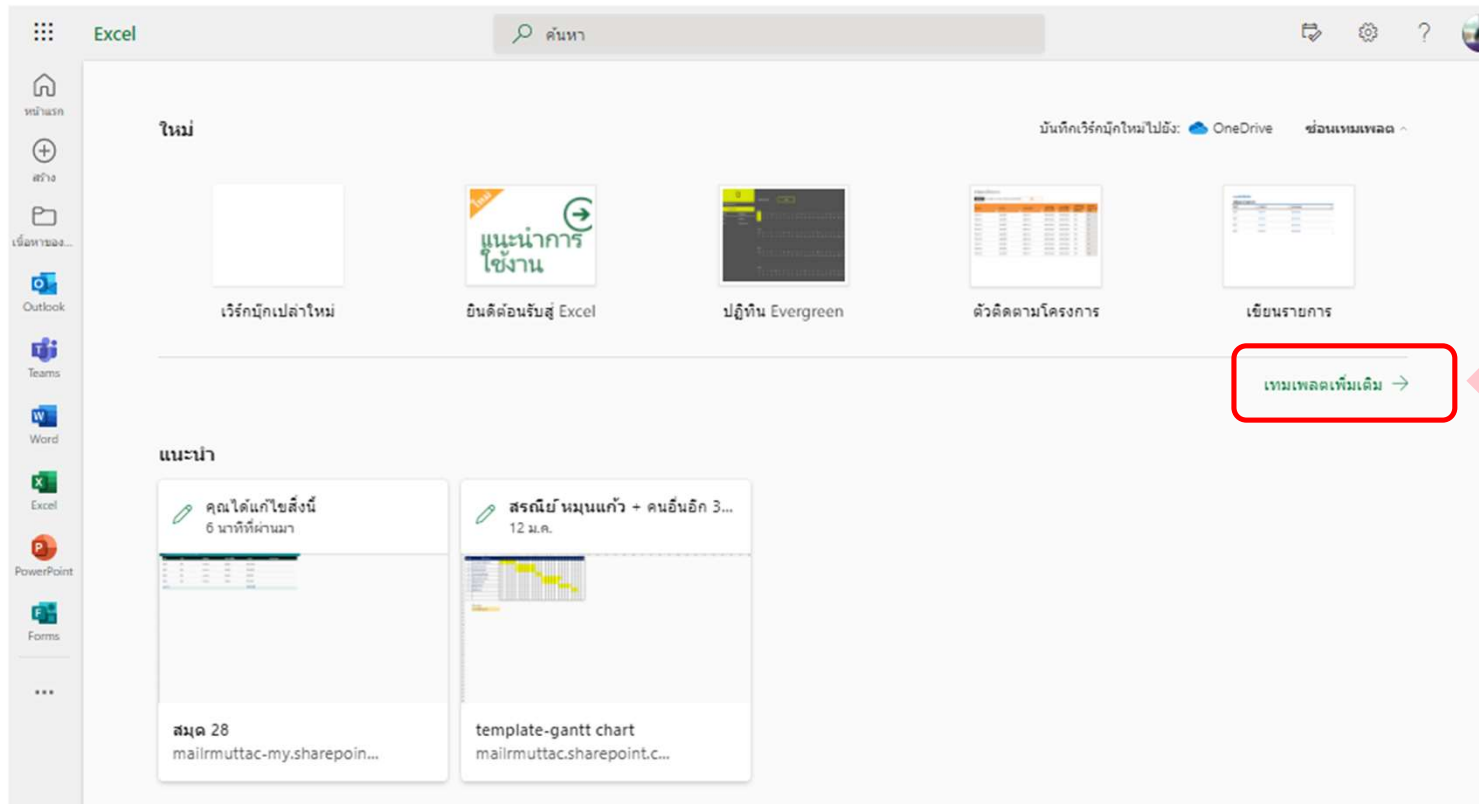 Excel
ค้นหา
?
หน้าแรก
สร้าง
เนื้อหาของ...
Outlook
Teams
Word
Excel
PowerPoint
Forms
ใหม่
บันทึกเวิร์กบุ๊กใหม่ไปยัง: OneDrive
ซ่อนเทมเพลต
ใหม่
แนะนำการ
ใช้งาน
เวิร์กบุ๊กเปล่าใหม่
ยินดีต้อนรับสู่ Excel
ปฏิทิน Evergreen
ตัวติดตามโครงการ
เขียนรายการ
เทมเพลตเพิ่มเติม →
แนะนำ
คุณได้แก้ไขสิ่งนี้
6 นาทีที่ผ่านมา
สมุด 28
mailrmuttac-my.sharepoin...
สรณีย์ หมุนแก้ว + คนอื่นอีก 3...
12 ม.ค.
template-gantt chart
mailrmuttac.sharepoint.c...